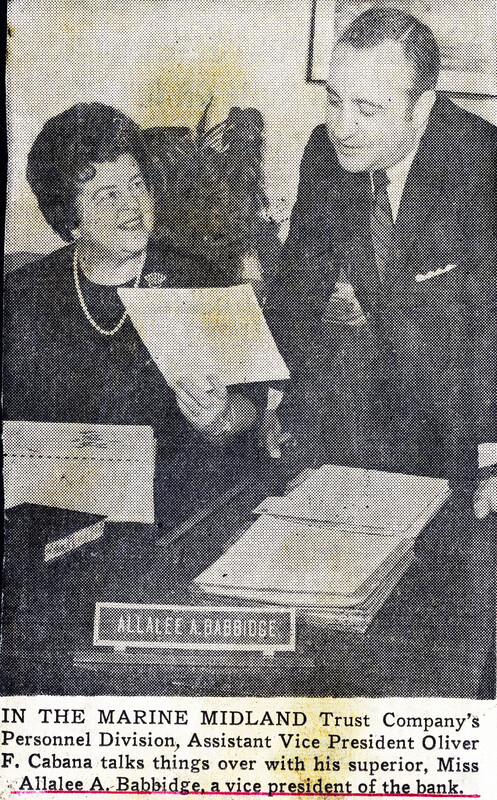 ALLALEE A. BABBIDGE
IN THE MARINE MIDLAND Trust Company's
Personnel Division, Assistant Vice President Oliver
F. Cabana talks things over with his superior, Miss
Allalee A. Babbidge, a vice president of the bank.